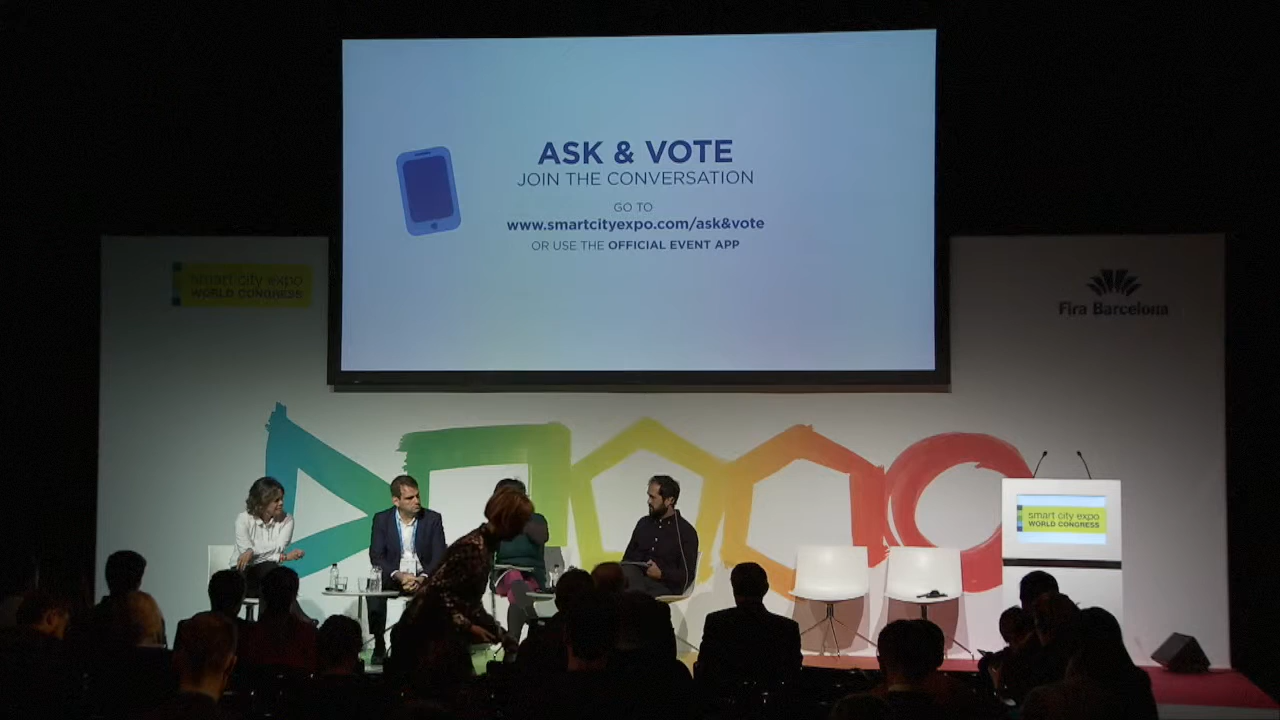 ASK & VOTE
JOIN THE CONVERSATION
GO TO
www.smartcityexpo.com/ask&vote
OR USE THE OFFICIAL EVENT APP
smart city expo
WORLD CONGRESS
Fira Barcelona
smart city expo
WORLD CONGRESS